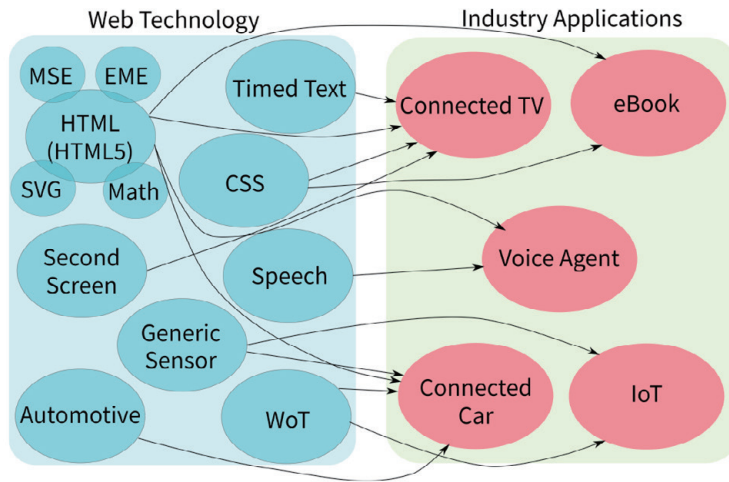 Web Technology
Industry Applications
MSE
EME
HTML
(HTML5)
SVG
Math
Timed Text
CSS
Second
Screen
Speech
Generic
Sensor
Automotive
WoT
Connected TV
eBook
Voice Agent
Connected
Car
IoT